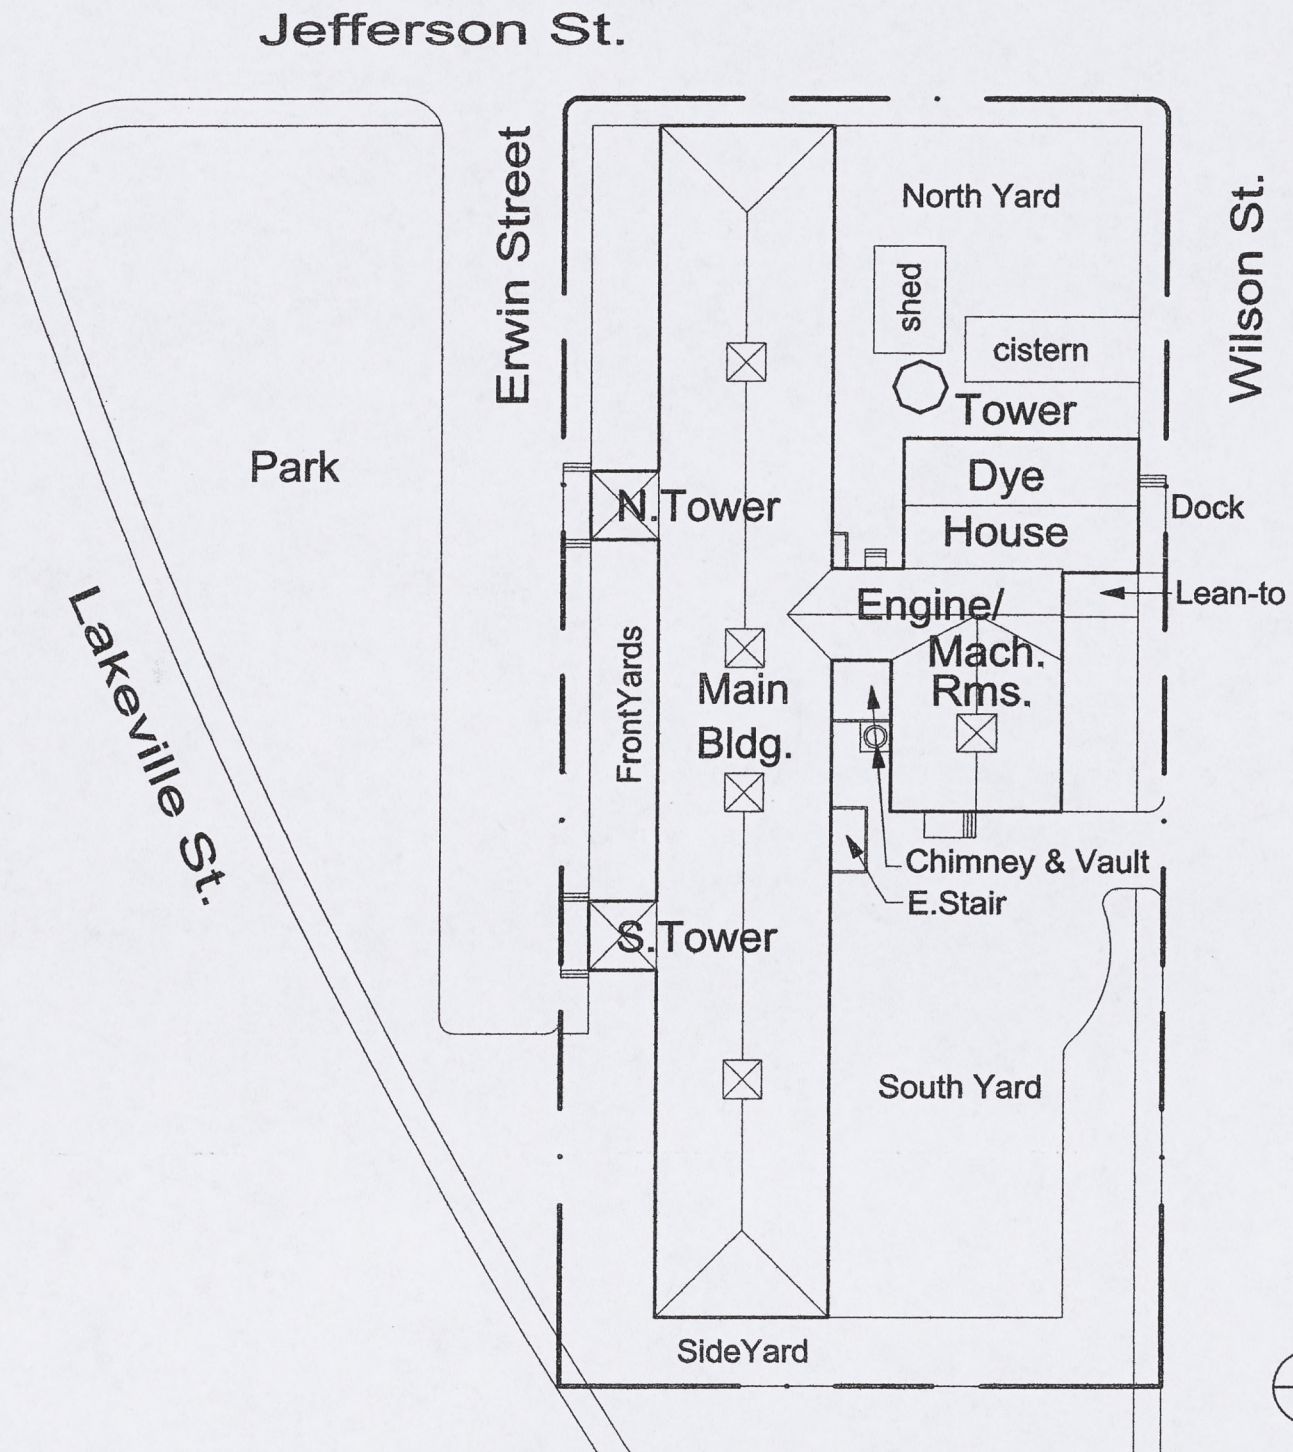 Jefferson St.
Erwin Street
North Yard
Wilson St.
shed
cistern
Tower
Park
Dye
House
N.Tower
Dock
Engine/
Mach.
Rms.
Lean-to
Lakeville St.
FrontYards
Main
Bldg.
Chimney & Vault
E.Stair
S.Tower
South Yard
SideYard